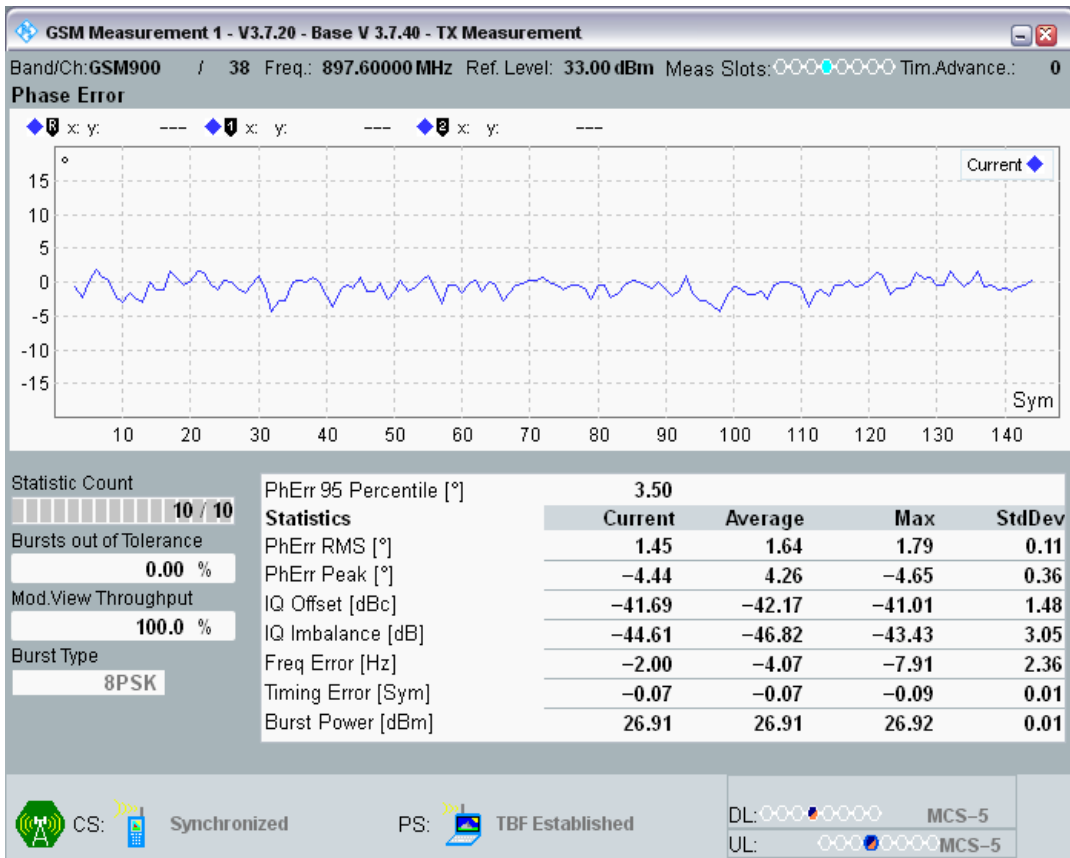 GSM Measurement 1 - V3.7.20 - Base V 3.7.40 - TX Measurement
Band/Ch:GSM900 / 38 Freq.: 897.60000 MHz Ref. Level: 33.00 dBm Meas Slots: Tim.Advance.: 0
Phase Error
R x: y: --- 1 x: y: --- 2 x: y: ---
°
Current
15
10
5
0
-5
-10
-15
Sym
10 20 30 40 50 60 70 80 90 100 110 120 130 140
Statistic Count
10 / 10
Bursts out of Tolerance
0.00 %
Mod.View Throughput
100.0 %
Burst Type
8PSK
PhErr 95 Percentile [°] 3.50
Statistics Current Average Max StdDev
PhErr RMS [°] 1.45 1.64 1.79 0.11
PhErr Peak [°] −4.44 4.26 −4.65 0.36
IQ Offset [dBc] −41.69 −42.17 −41.01 1.48
IQ Imbalance [dB] −44.61 −46.82 −43.43 3.05
Freq Error [Hz] −2.00 −4.07 −7.91 2.36
Timing Error [Sym] −0.07 −0.07 −0.09 0.01
Burst Power [dBm] 26.91 26.91 26.92 0.01
CS: Synchronized PS: TBF Established
DL: MCS−5
UL: MCS−5